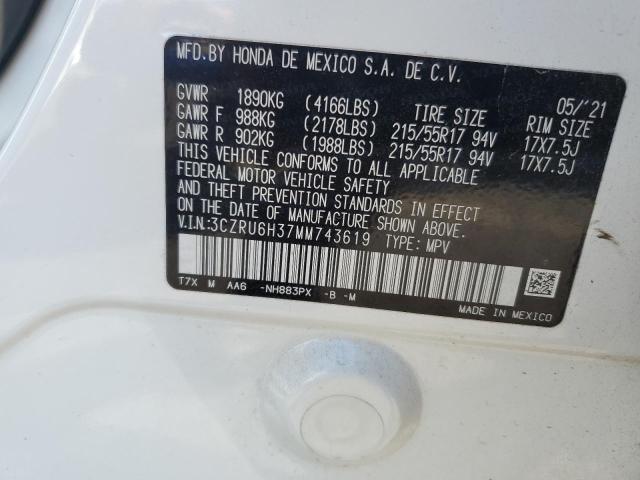 MFD.BY HONDA DE MEXICO S.A. DE C.V.
05/'21
GVWR 1890KG (4166LBS) TIRE SIZE RIM SIZE
GAWR F 988KG (2178LBS) 215/55R17 94V 17X7.5J
GAWR R 902KG (1988LBS) 215/55R17 94V 17X7.5J
THIS VEHICLE CONFORMS TO ALL APPLICABLE
FEDERAL MOTOR VEHICLE SAFETY
AND THEFT PREVENTION STANDARDS IN EFFECT
ON THE DATE OF MANUFACTURE SHOWN ABOVE.
V.I.N:3CZRU6H37MM743619 TYPE: MPV
T7X M AA6 -NH883PX -B -M
MADE IN MEXICO